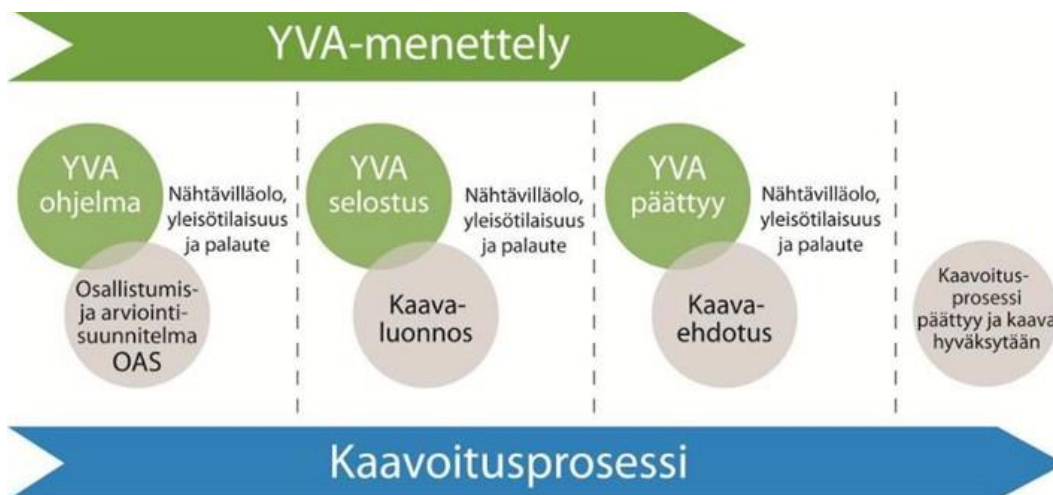 YVA-menettely
YVA
ohjelma
Nähtävilläolo,
yleisötilaisuus
ja palaute
Osallistumis-
ja arviointi-
suunnitelma
OAS
YVA
selostus
Nähtävilläolo,
yleisötilaisuus
ja palaute
Kaava-
luonnos
YVA
päättyy
Nähtävilläolo,
yleisötilaisuus
ja palaute
Kaava-
ehdotus
Kaavoitus-
prosessi
päättyy ja kaava
hyväksytään
Kaavoitusprosessi